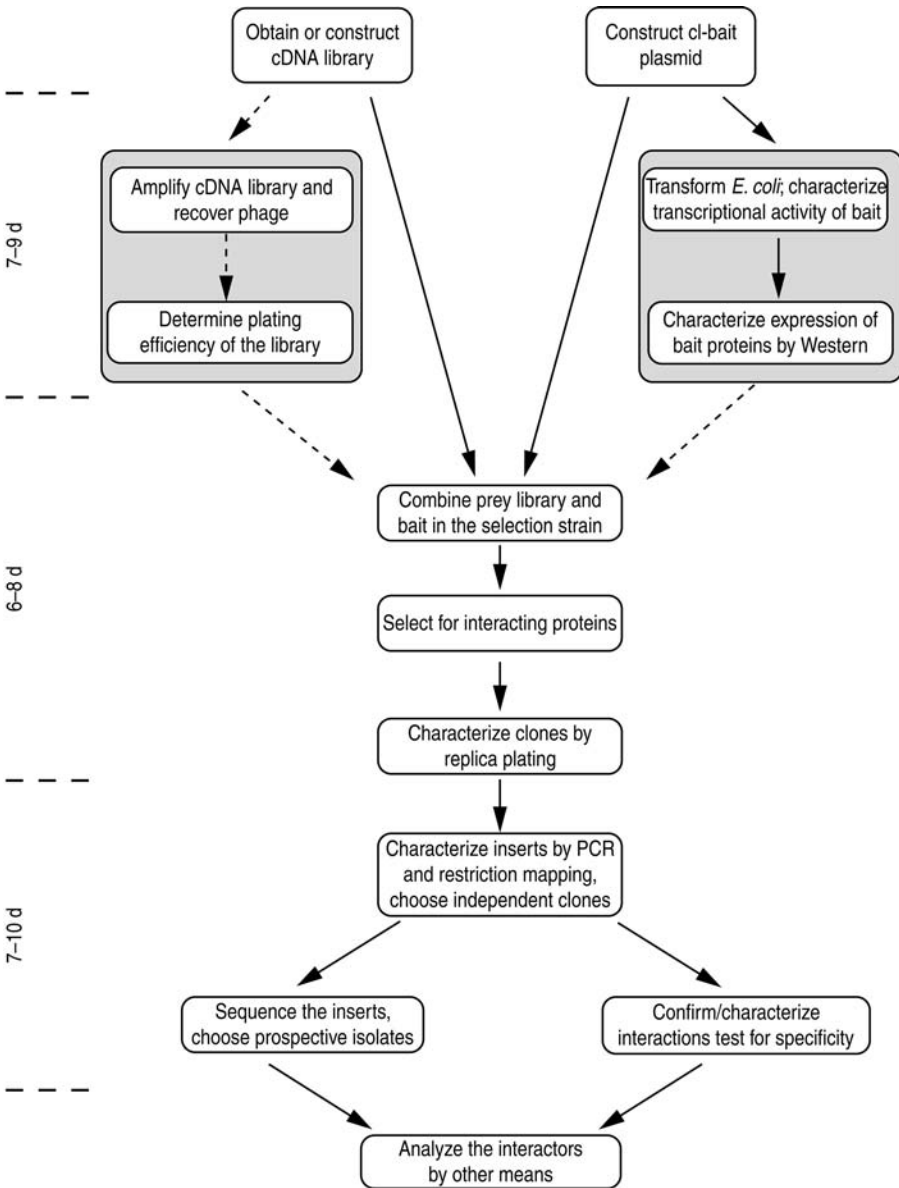 Obtain or construct
cDNA library
Construct cl-bait
plasmid
7–9 d
Amplify cDNA library and
recover phage
Transform E. coli; characterize
transcriptional activity of bait
Determine plating
efficiency of the library
Characterize expression of
bait proteins by Western
6–8 d
Combine prey library and
bait in the selection strain
Select for interacting proteins
Characterize clones by
replica plating
7–10 d
Characterize inserts by PCR
and restriction mapping,
choose independent clones
Sequence the inserts,
choose prospective isolates
Confirm/characterize
interactions test for specificity
Analyze the interactors
by other means